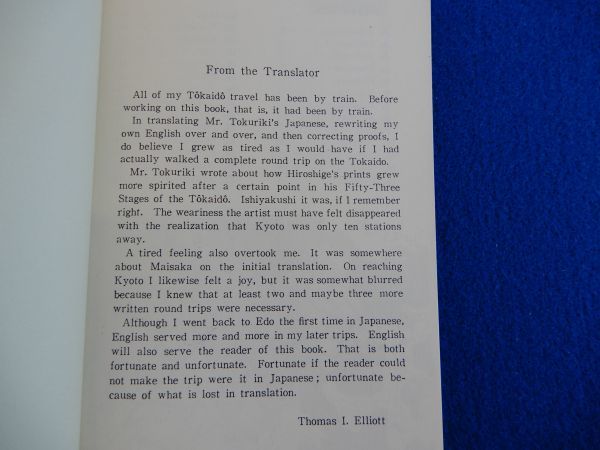 From the Translator
All of my Tôkaidô travel has been by train. Before
working on this book, that is, it had been by train.
In translating Mr. Tokuriki's Japanese, rewriting my
own English over and over, and then correcting proofs, I
do believe I grew as tired as I would have if I had
actually walked a complete round trip on the Tokaido.
Mr. Tokuriki wrote about how Hiroshige's prints grew
more spirited after a certain point in his Fifty-Three
Stages of the Tôkaidô. Ishiyakushi it was, if I remember
right. The weariness the artist must have felt disappeared
with the realization that Kyoto was only ten stations
away.
A tired feeling also overtook me. It was somewhere
about Maisaka on the initial translation. On reaching
Kyoto I likewise felt a joy, but it was somewhat blurred
because I knew that at least two and maybe three more
written round trips were necessary.
Although I went back to Edo the first time in Japanese,
English served more and more in my later trips. English
will also serve the reader of this book. That is both
fortunate and unfortunate. Fortunate if the reader could
not make the trip were it in Japanese; unfortunate be-
cause of what is lost in translation.
Thomas I. Elliott